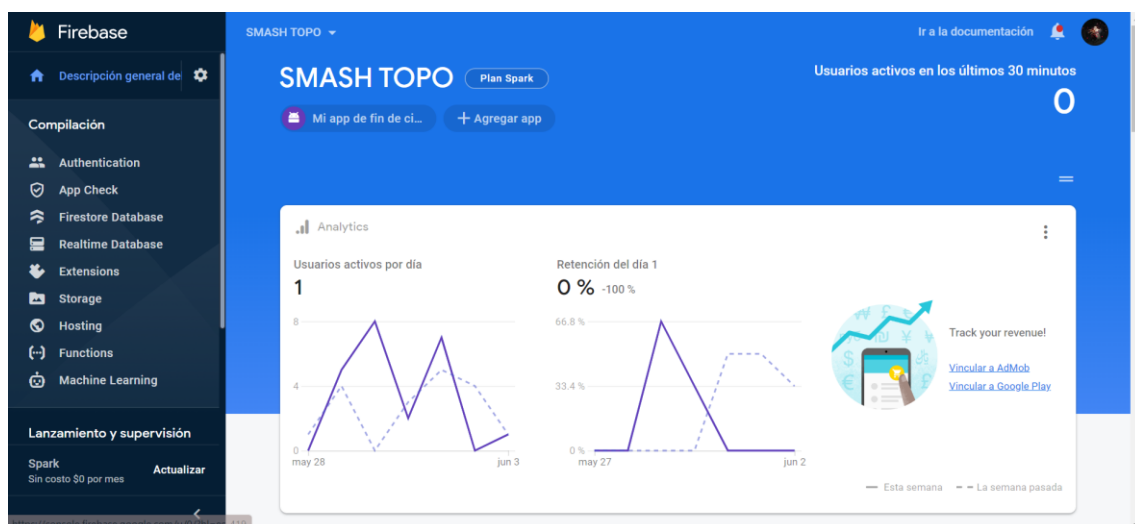 Firebase
Descripción general de
Compilación
Authentication
App Check
Firestore Database
Realtime Database
Extensions
Storage
Hosting
Functions
Machine Learning
Lanzamiento y supervisión
Spark
Sin costo $0 por mes
Actualizar
SMASH TOPO
Ir a la documentación
SMASH TOPO
Plan Spark
Usuarios activos en los últimos 30 minutos
0
Mi app de fin de ci...
+ Agregar app
Analytics
Usuarios activos por día
1
8
4
0
may 28
jun 3
Retención del día 1
0 % -100 %
66.8 %
33.4 %
0 %
may 27
jun 2
Track your revenue!
Vincular a AdMob
Vincular a Google Play
Esta semana
La semana pasada